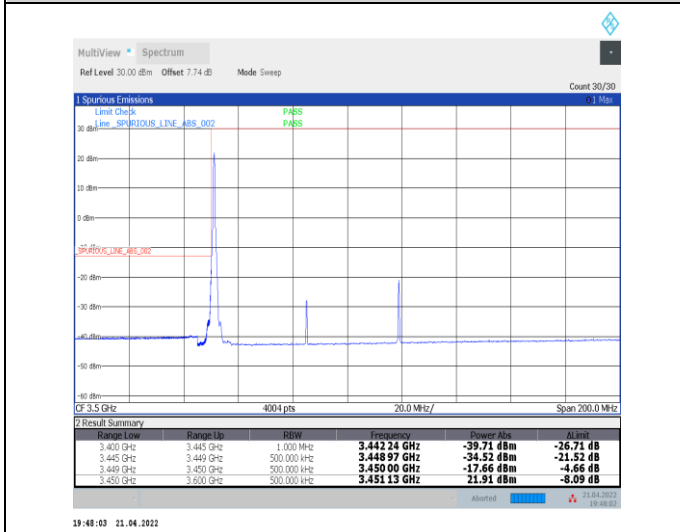 MultiView Spectrum
Ref Level 30.00 dBm Offset 7.74 dB Mode Sweep
Count 30/30
1 Spurious Emissions 1 Max
Limit Check PASS
Line _SPURIOUS_LINE_ABS_002 PASS
30 dBm
20 dBm
10 dBm
0 dBm
-10 dBm
_SPURIOUS_LINE_ABS_002
-20 dBm
-30 dBm
-40 dBm
-50 dBm
-60 dBm
CF 3.5 GHz 4004 pts 20.0 MHz/ Span 200.0 MHz
2 Result Summary
Range Low Range Up RBW Frequency Power Abs ΔLimit
3.400 GHz 3.445 GHz 1.000 MHz 3.442 24 GHz -39.71 dBm -26.71 dB
3.445 GHz 3.449 GHz 500.000 kHz 3.448 97 GHz -34.52 dBm -21.52 dB
3.449 GHz 3.450 GHz 500.000 kHz 3.450 00 GHz -17.66 dBm -4.66 dB
3.450 GHz 3.600 GHz 500.000 kHz 3.451 13 GHz 21.91 dBm -8.09 dB
Aborted 21.04.2022
19:48:02
19:48:03 21.04.2022